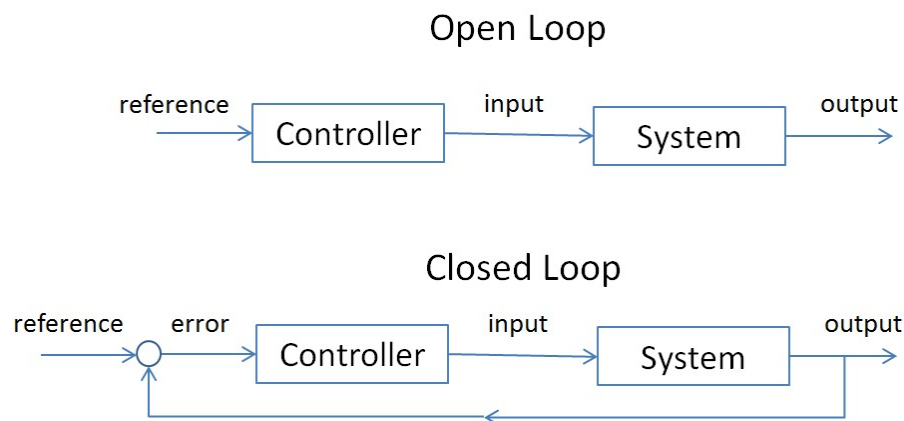 Open Loop
reference
input
output
Controller
System
Closed Loop
reference
error
input
output
Controller
System